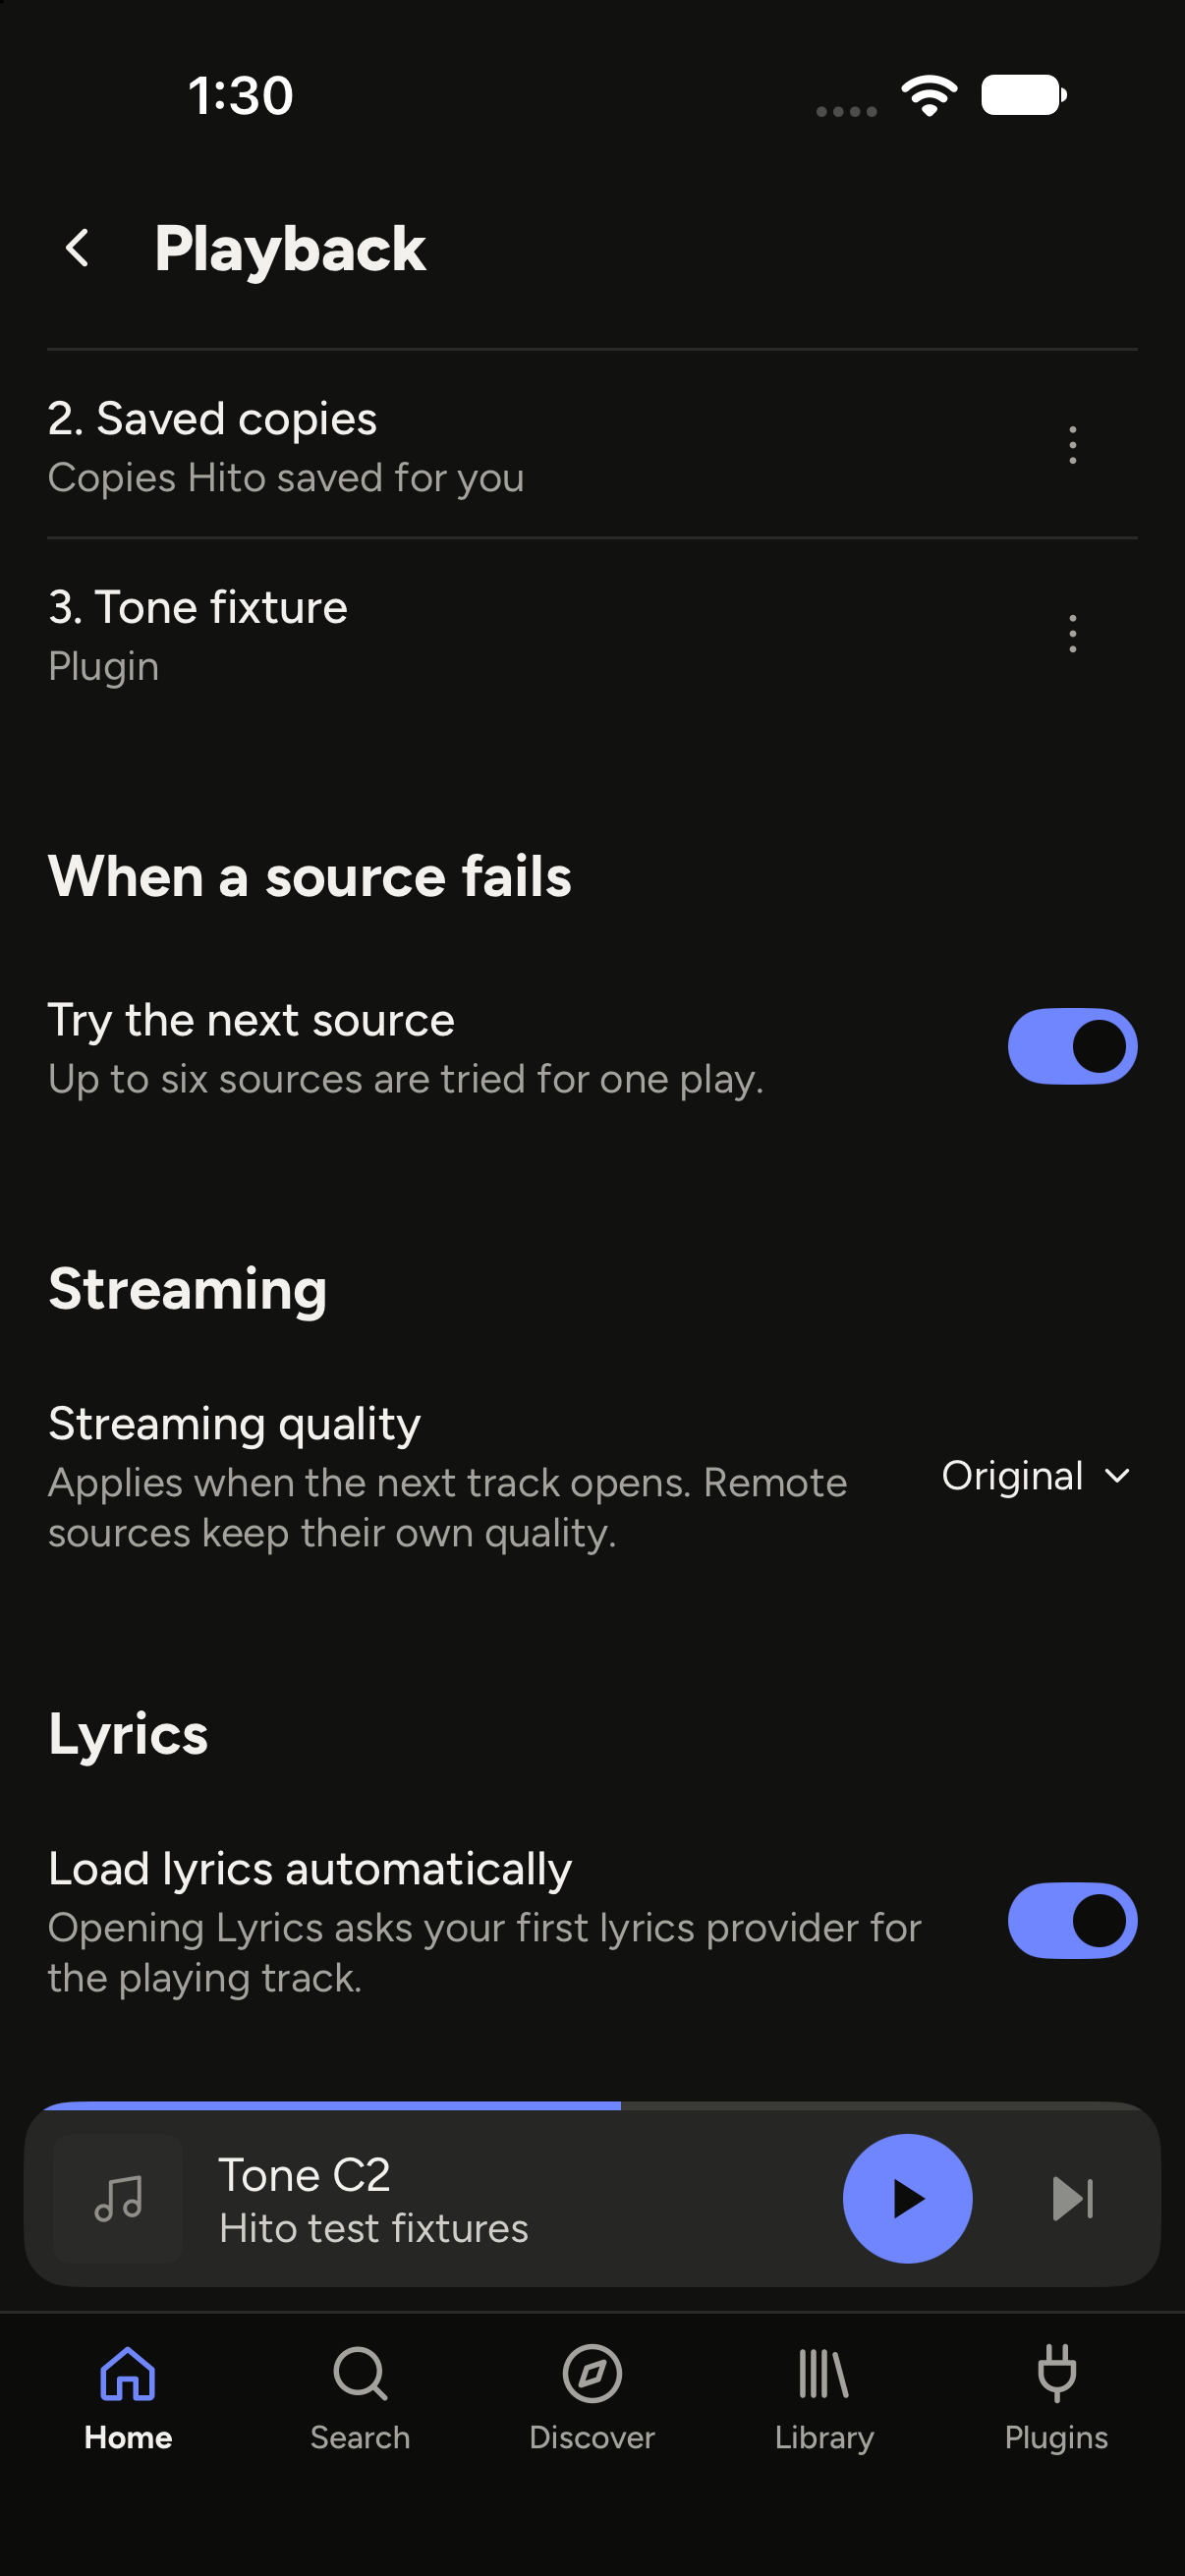 1:30
Playback
2. Saved copies
Copies Hito saved for you
3. Tone fixture
Plugin
When a source fails
Try the next source
Up to six sources are tried for one play.
Streaming
Streaming quality
Applies when the next track opens. Remote
sources keep their own quality.
Original
Lyrics
Load lyrics automatically
Opening Lyrics asks your first lyrics provider for
the playing track.
Tone C2
Hito test fixtures
Home
Search
Discover
Library
Plugins